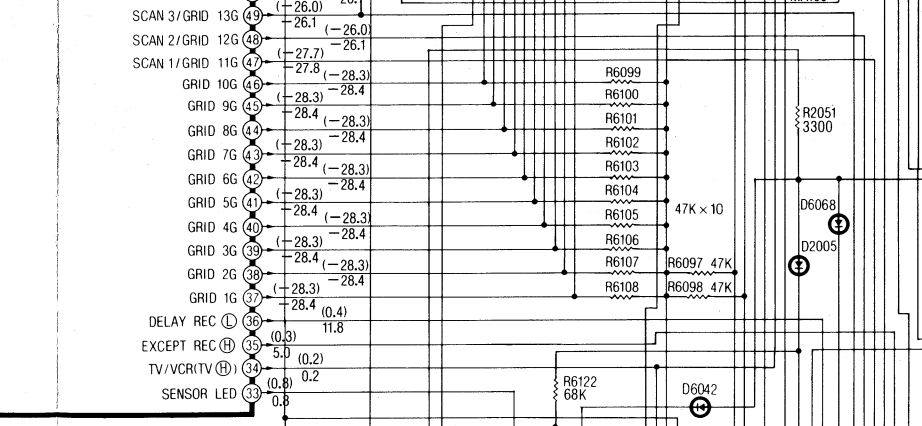 SCAN 3/GRID 13G 49 (−26.0) −26.1
SCAN 2/GRID 12G 48 (−26.0) −26.1
SCAN 1/GRID 11G 47 (−27.7) −27.8
GRID 10G 46 (−28.3) −28.4 R6099
GRID 9G 45 (−28.3) −28.4 R6100
GRID 8G 44 (−28.3) −28.4 R6101
R2051 3300
GRID 7G 43 (−28.3) −28.4 R6102
GRID 6G 42 (−28.3) −28.4 R6103
GRID 5G 41 (−28.3) −28.4 R6104
47K × 10
D6068
GRID 4G 40 (−28.3) −28.4 R6105
GRID 3G 39 (−28.3) −28.4 R6106
D2005
GRID 2G 38 (−28.3) −28.4 R6107 R6097 47K
GRID 1G 37 (−28.3) −28.4 R6108 R6098 47K
DELAY REC L 36 (0.4) 11.8
EXCEPT REC H 35 (0.3) 5.0
TV/VCR(TV H) 34 (0.2) 0.2
SENSOR LED 33 (0.8) 0.8
R6122 68K
D6042